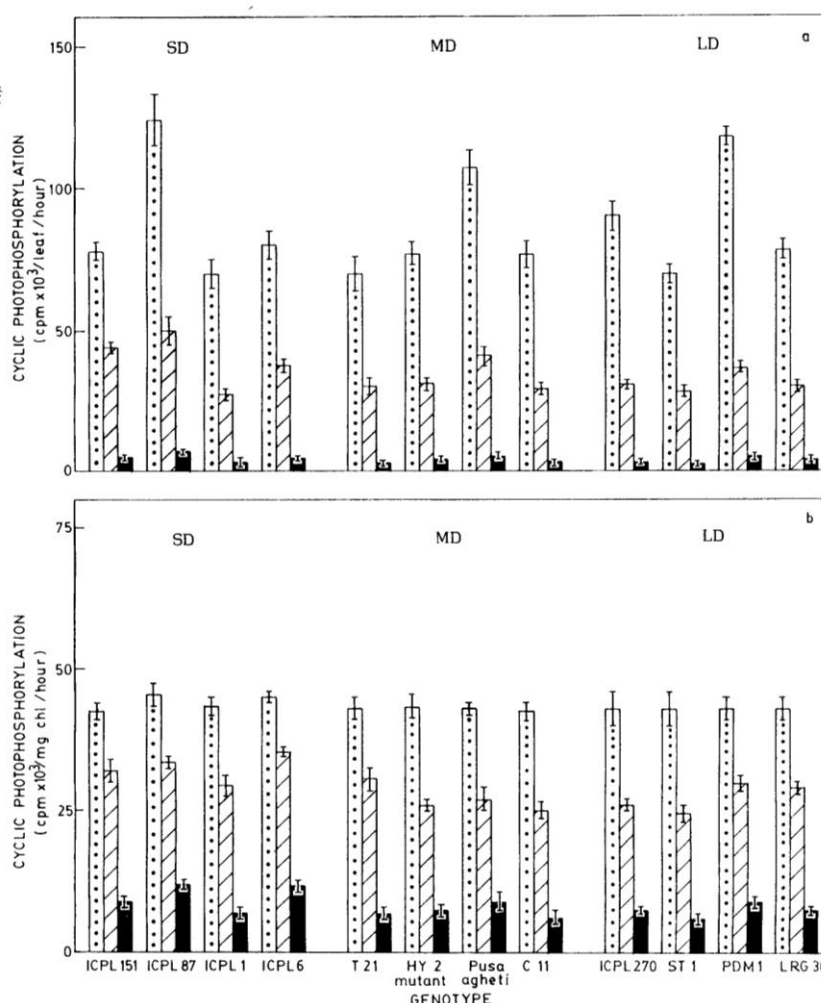 a
SD MD LD
150
100
50
0
CYCLIC PHOTOPHOSPHORYLATION
(cpm x10³/leaf/hour)
b
SD MD LD
75
50
25
0
CYCLIC PHOTOPHOSPHORYLATION
(cpm x10³/mg chl/hour)
ICPL 151 ICPL 87 ICPL 1 ICPL 6 T 21 HY 2 Pusa C 11 ICPL 270 ST 1 PDM 1 LRG 30
mutant agheti
GENOTYPE